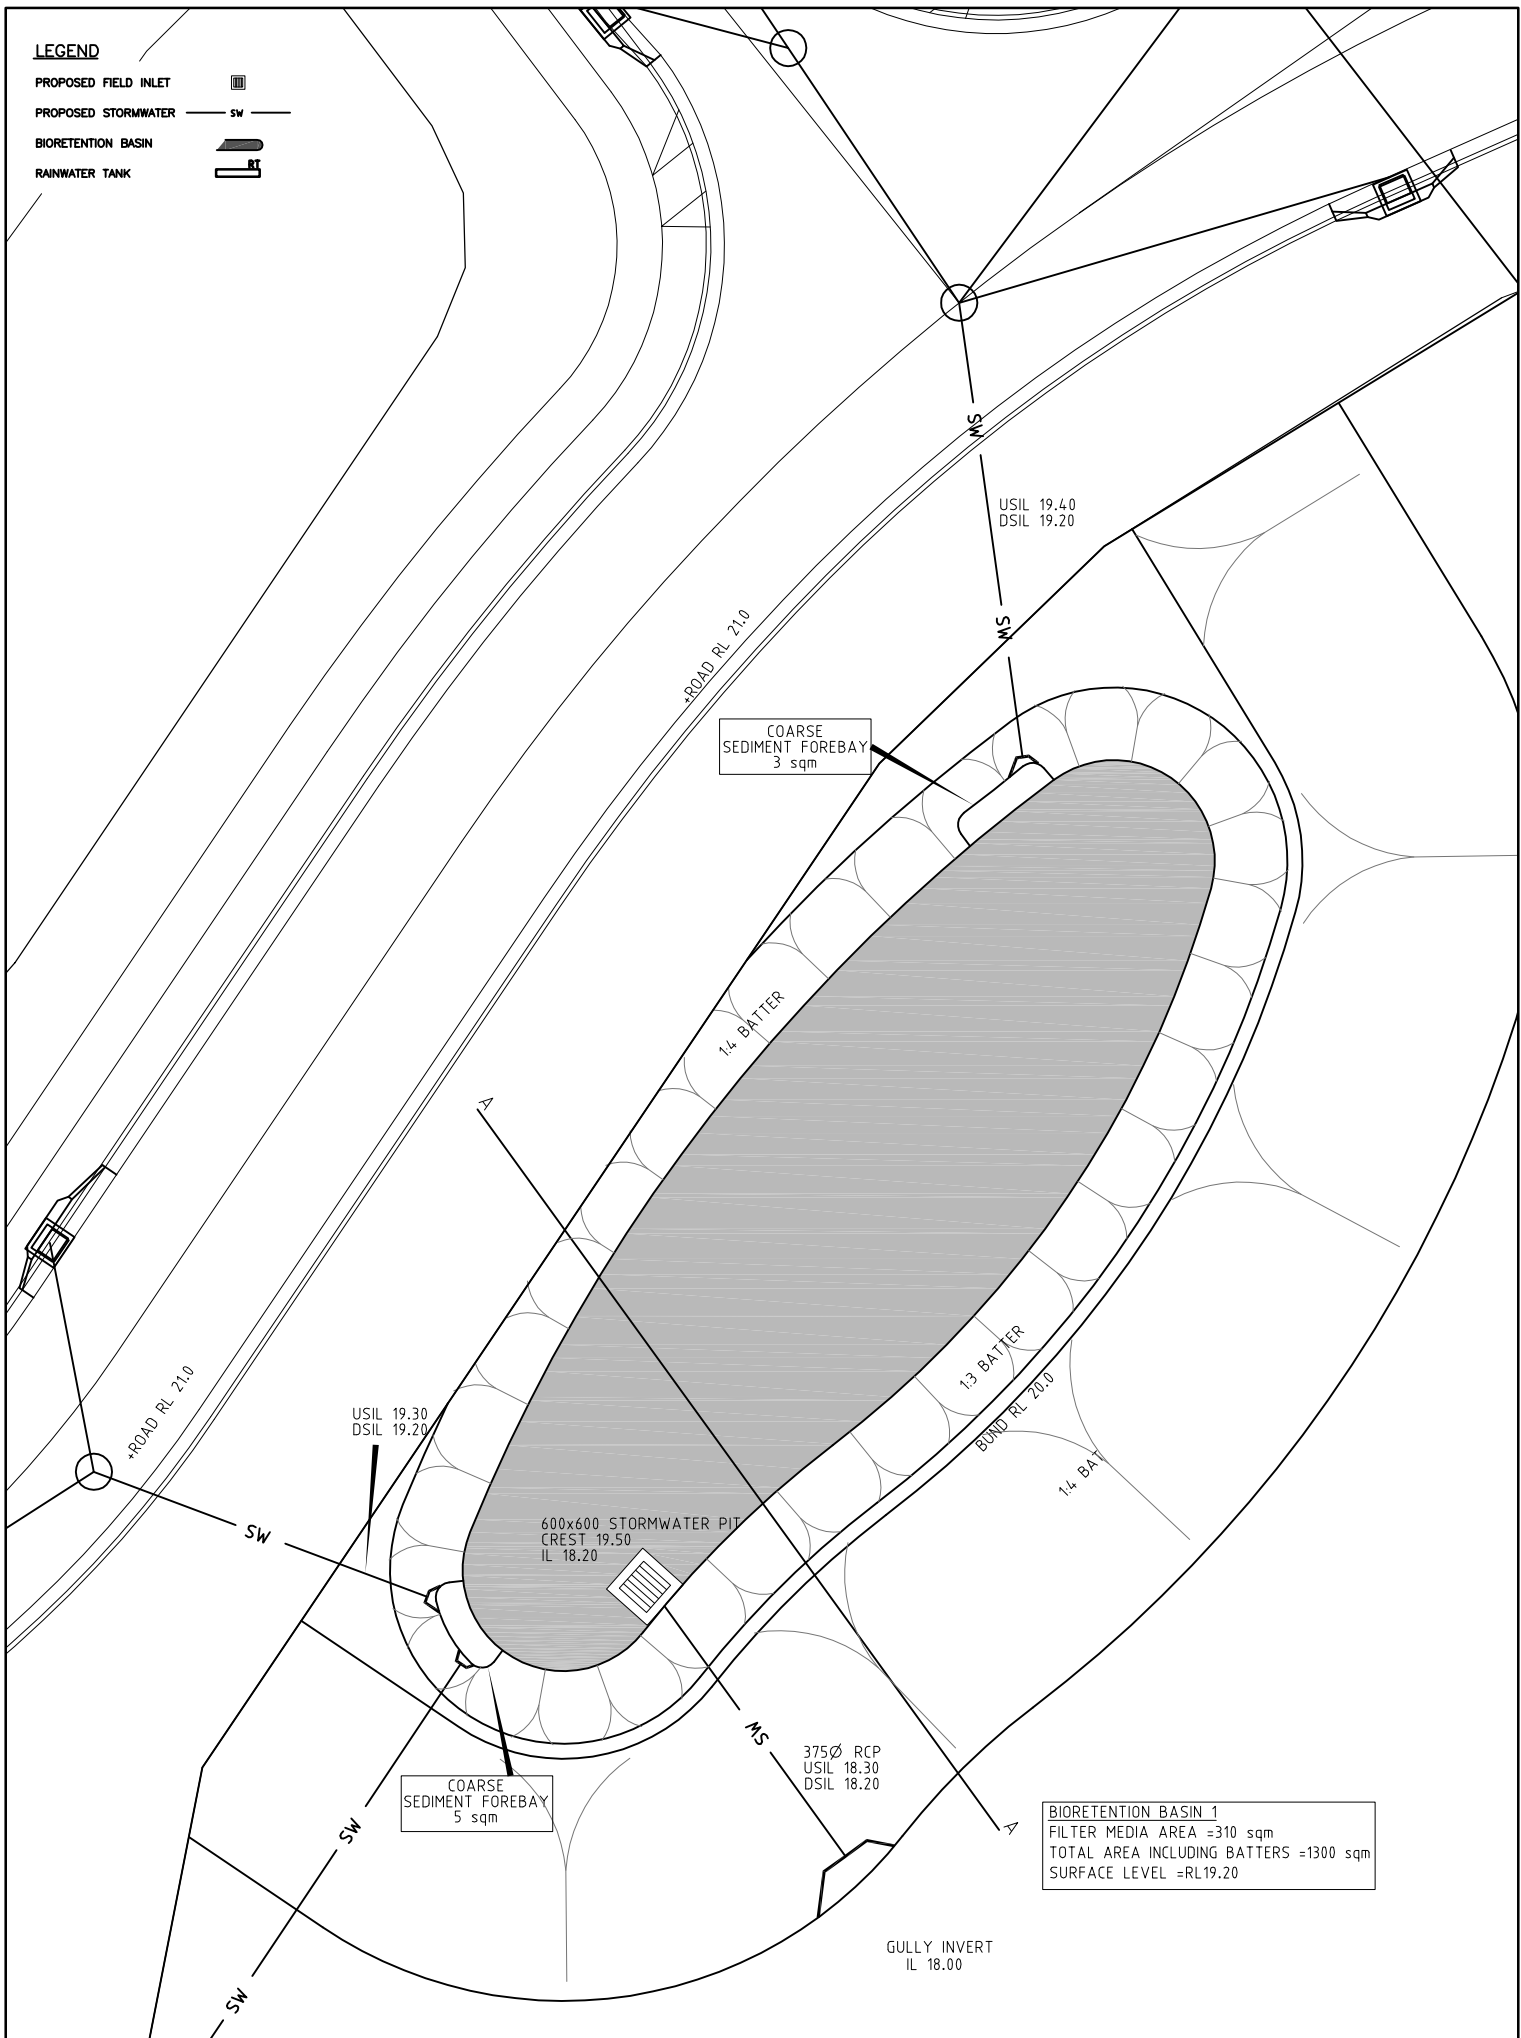 LEGEND
PROPOSED FIELD INLET
PROPOSED STORMWATER
SW
BIORETENTION BASIN
RAINWATER TANK
RT
SW
USIL 19.40
DSIL 19.20
SW
+ROAD RL 21.0
COARSE
SEDIMENT FOREBAY
3 sqm
1:4 BATTER
A
1:3 BATTER
BUND RL 20.0
1:4 BAT
+ROAD RL 21.0
USIL 19.30
DSIL 19.20
SW
600x600 STORMWATER PIT
CREST 19.50
IL 18.20
SW
375Ø RCP
USIL 18.30
DSIL 18.20
COARSE
SEDIMENT FOREBAY
5 sqm
SW
A
BIORETENTION BASIN 1
FILTER MEDIA AREA =310 sqm
TOTAL AREA INCLUDING BATTERS =1300 sqm
SURFACE LEVEL =RL19.20
GULLY INVERT
IL 18.00
SW